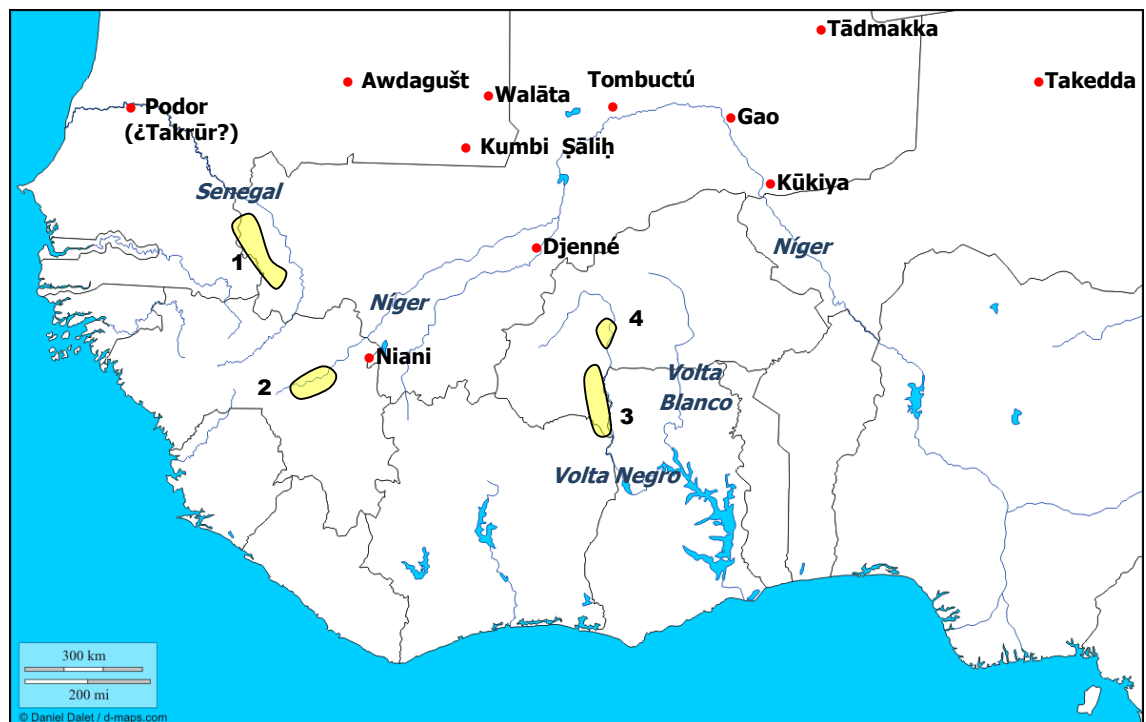 Tādmakka
Awdagušt
Walāta
Tombuctú
Takedda
Podor
(¿Takrūr?)
Gao
Kumbi Ṣāliḥ
Kūkiya
Senegal
1
Djenné
Níger
Níger
4
Niani
2
Volta
Blanco
3
Volta Negro
300 km
200 mi
© Daniel Dalet / d-maps.com